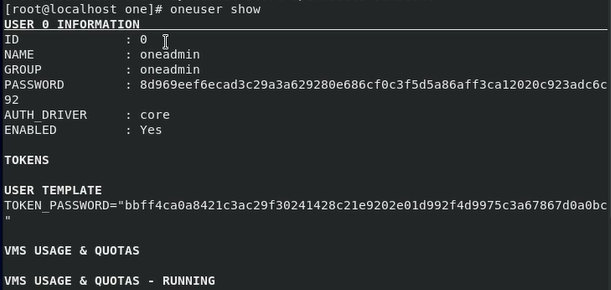 [root@localhost one]# oneuser show
USER 0 INFORMATION
ID             : 0
NAME           : oneadmin
GROUP          : oneadmin
PASSWORD       : 8d969eef6ecad3c29a3a629280e686cf0c3f5d5a86aff3ca12020c923adc6c
92
AUTH_DRIVER    : core
ENABLED        : Yes
TOKENS
USER TEMPLATE
TOKEN_PASSWORD="bbff4ca0a8421c3ac29f30241428c21e9202e01d992f4d9975c3a67867d0a0bc
"
VMS USAGE & QUOTAS
VMS USAGE & QUOTAS - RUNNING